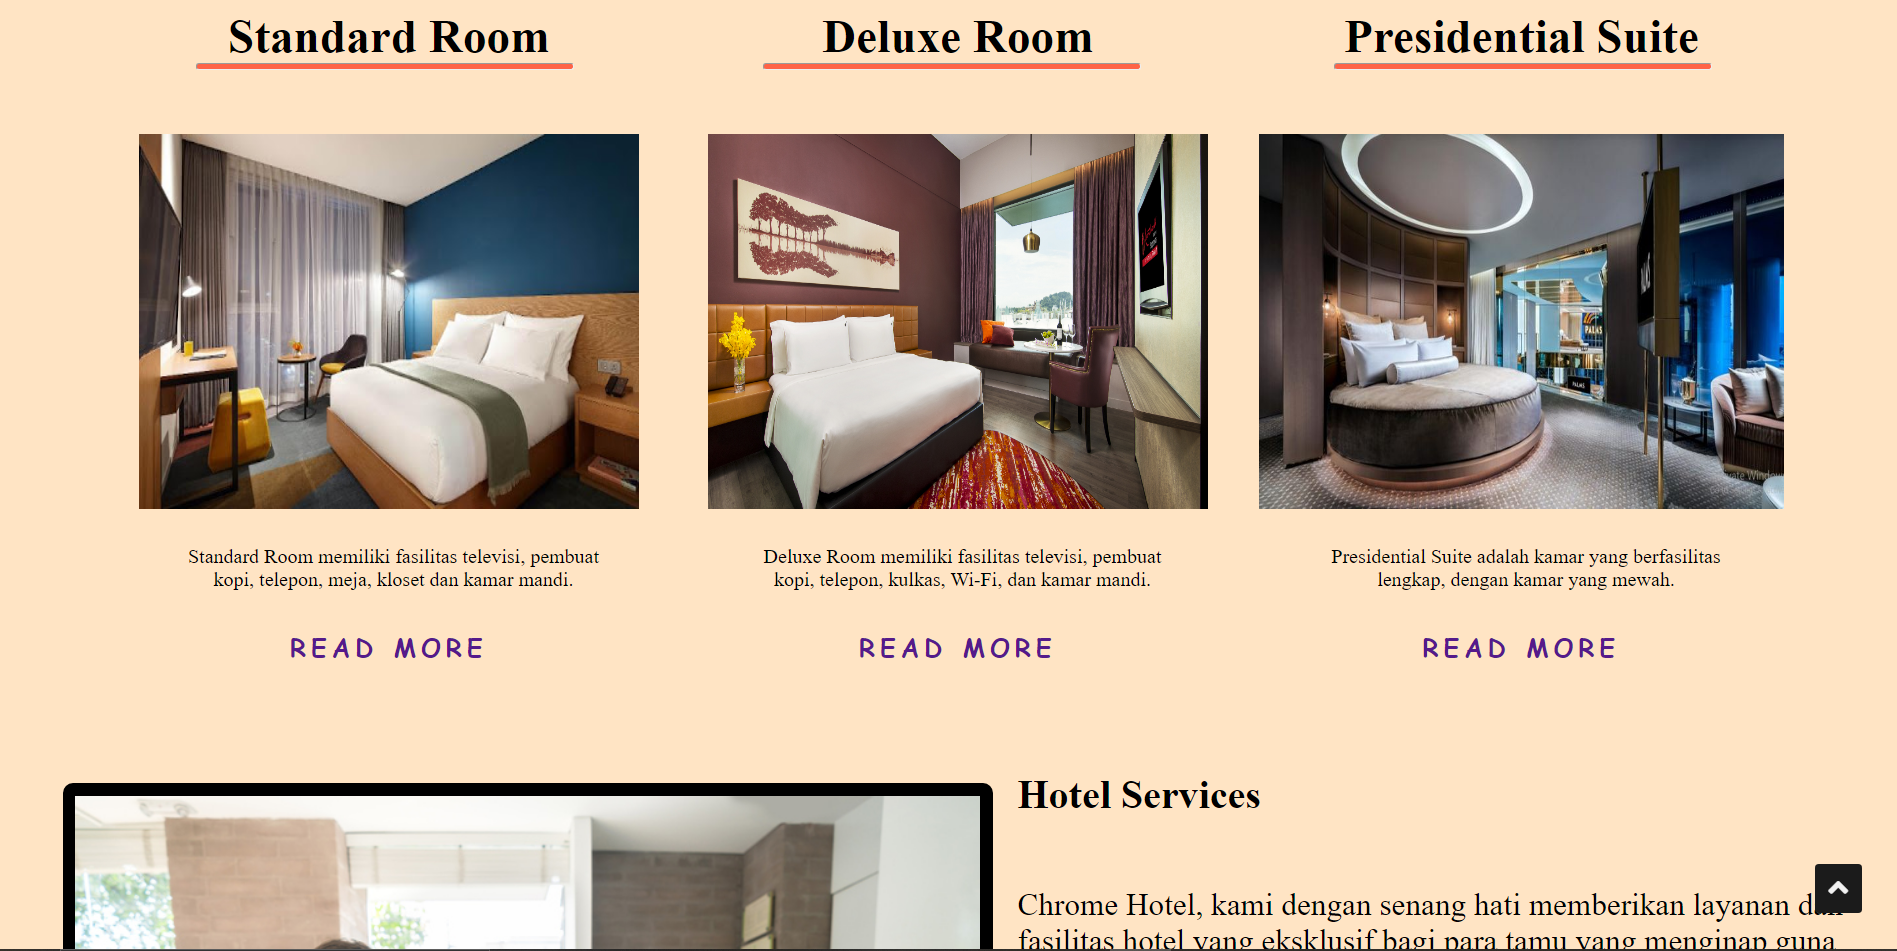 Standard Room
Deluxe Room
Presidential Suite
PALMS
PALMS
Standard Room memiliki fasilitas televisi, pembuat
kopi, telepon, meja, kloset dan kamar mandi.
Deluxe Room memiliki fasilitas televisi, pembuat
kopi, telepon, kulkas, Wi-Fi, dan kamar mandi.
Presidential Suite adalah kamar yang berfasilitas
lengkap, dengan kamar yang mewah.
READ MORE
READ MORE
READ MORE
Hotel Services
Chrome Hotel, kami dengan senang hati memberikan layanan dan
fasilitas hotel yang eksklusif bagi para tamu yang menginap guna